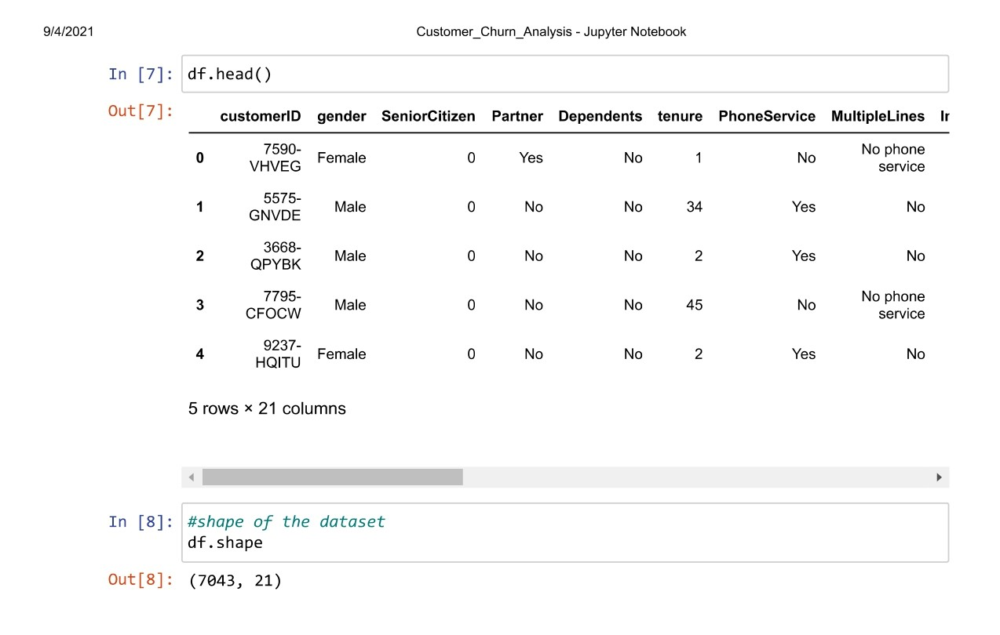 9/4/2021 Customer_Churn_Analysis - Jupyter Notebook
In [7]: df.head()
Out[7]:
customerID gender SeniorCitizen Partner Dependents tenure PhoneService MultipleLines
0 7590-VHVEG Female 0 Yes No 1 No No phone service
1 5575-GNVDE Male 0 No No 34 Yes No
2 3668-QPYBK Male 0 No No 2 Yes No
3 7795-CFOCW Male 0 No No 45 No No phone service
4 9237-HQITU Female 0 No No 2 Yes No
5 rows × 21 columns
In [8]: #shape of the dataset
df.shape
Out[8]: (7043, 21)